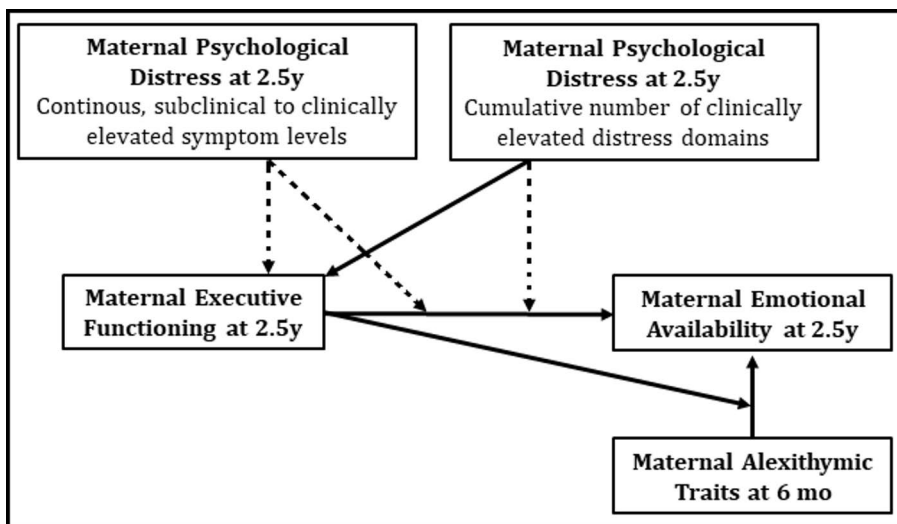 Maternal Psychological
Distress at 2.5y
Continous, subclinical to clinically
elevated symptom levels
Maternal Psychological
Distress at 2.5y
Cumulative number of clinically
elevated distress domains
Maternal Executive
Functioning at 2.5y
Maternal Emotional
Availability at 2.5y
Maternal Alexithymic
Traits at 6 mo